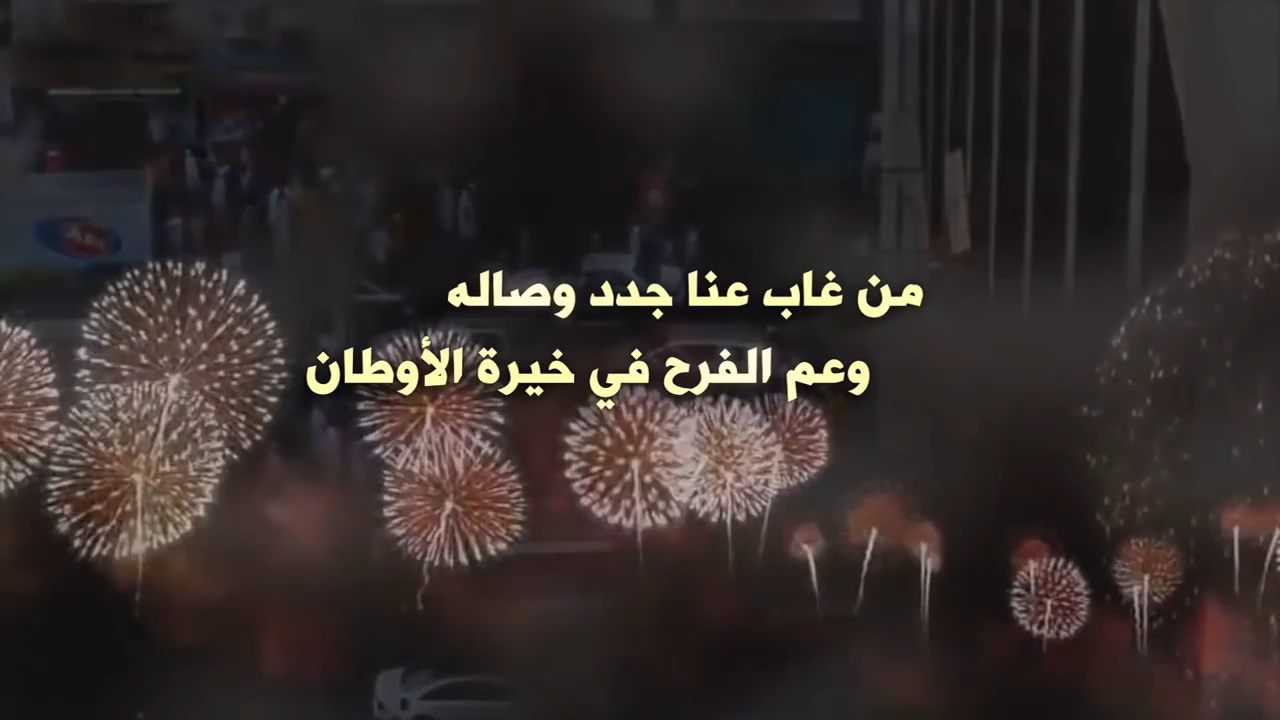 من غاب عنا جدد وصاله
وعم الفرح في خيرة الأوطان